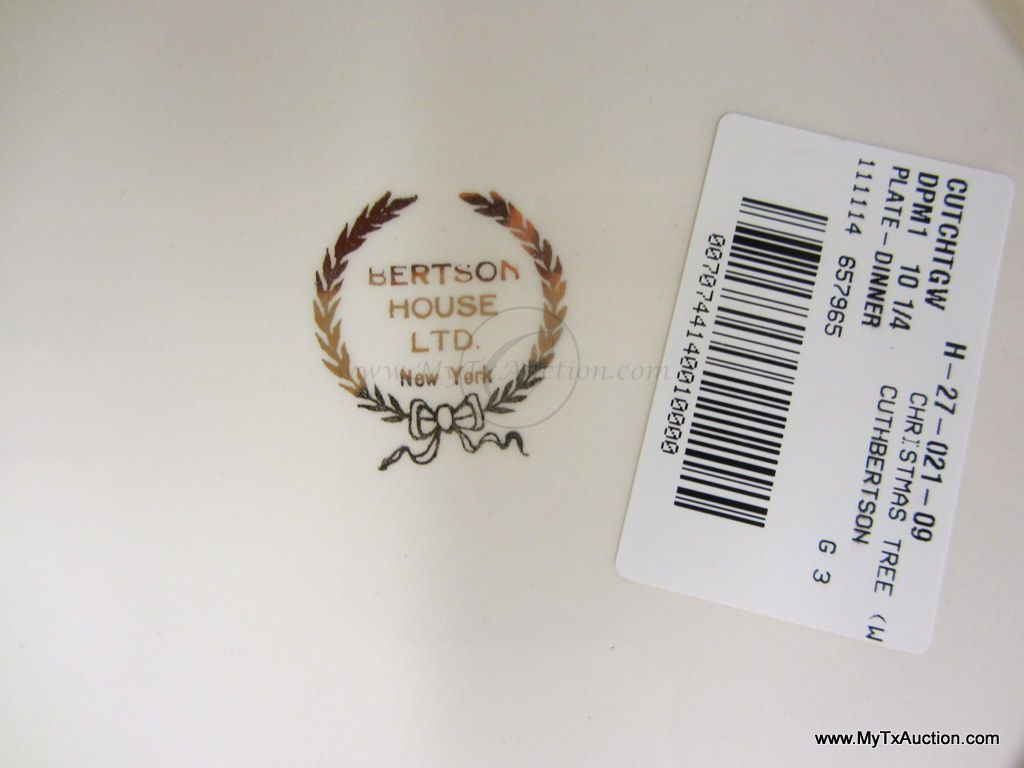 BERTSON
HOUSE
LTD.
New York
www.MyTxAuction.com
CUTCHTGW H-27-021-09
DPM1 10 1/4 CHRISTMAS TREE (W
PLATE-DINNER CUTHBERTSON
111114 657965 G 3
00707441400100000
www.MyTxAuction.com